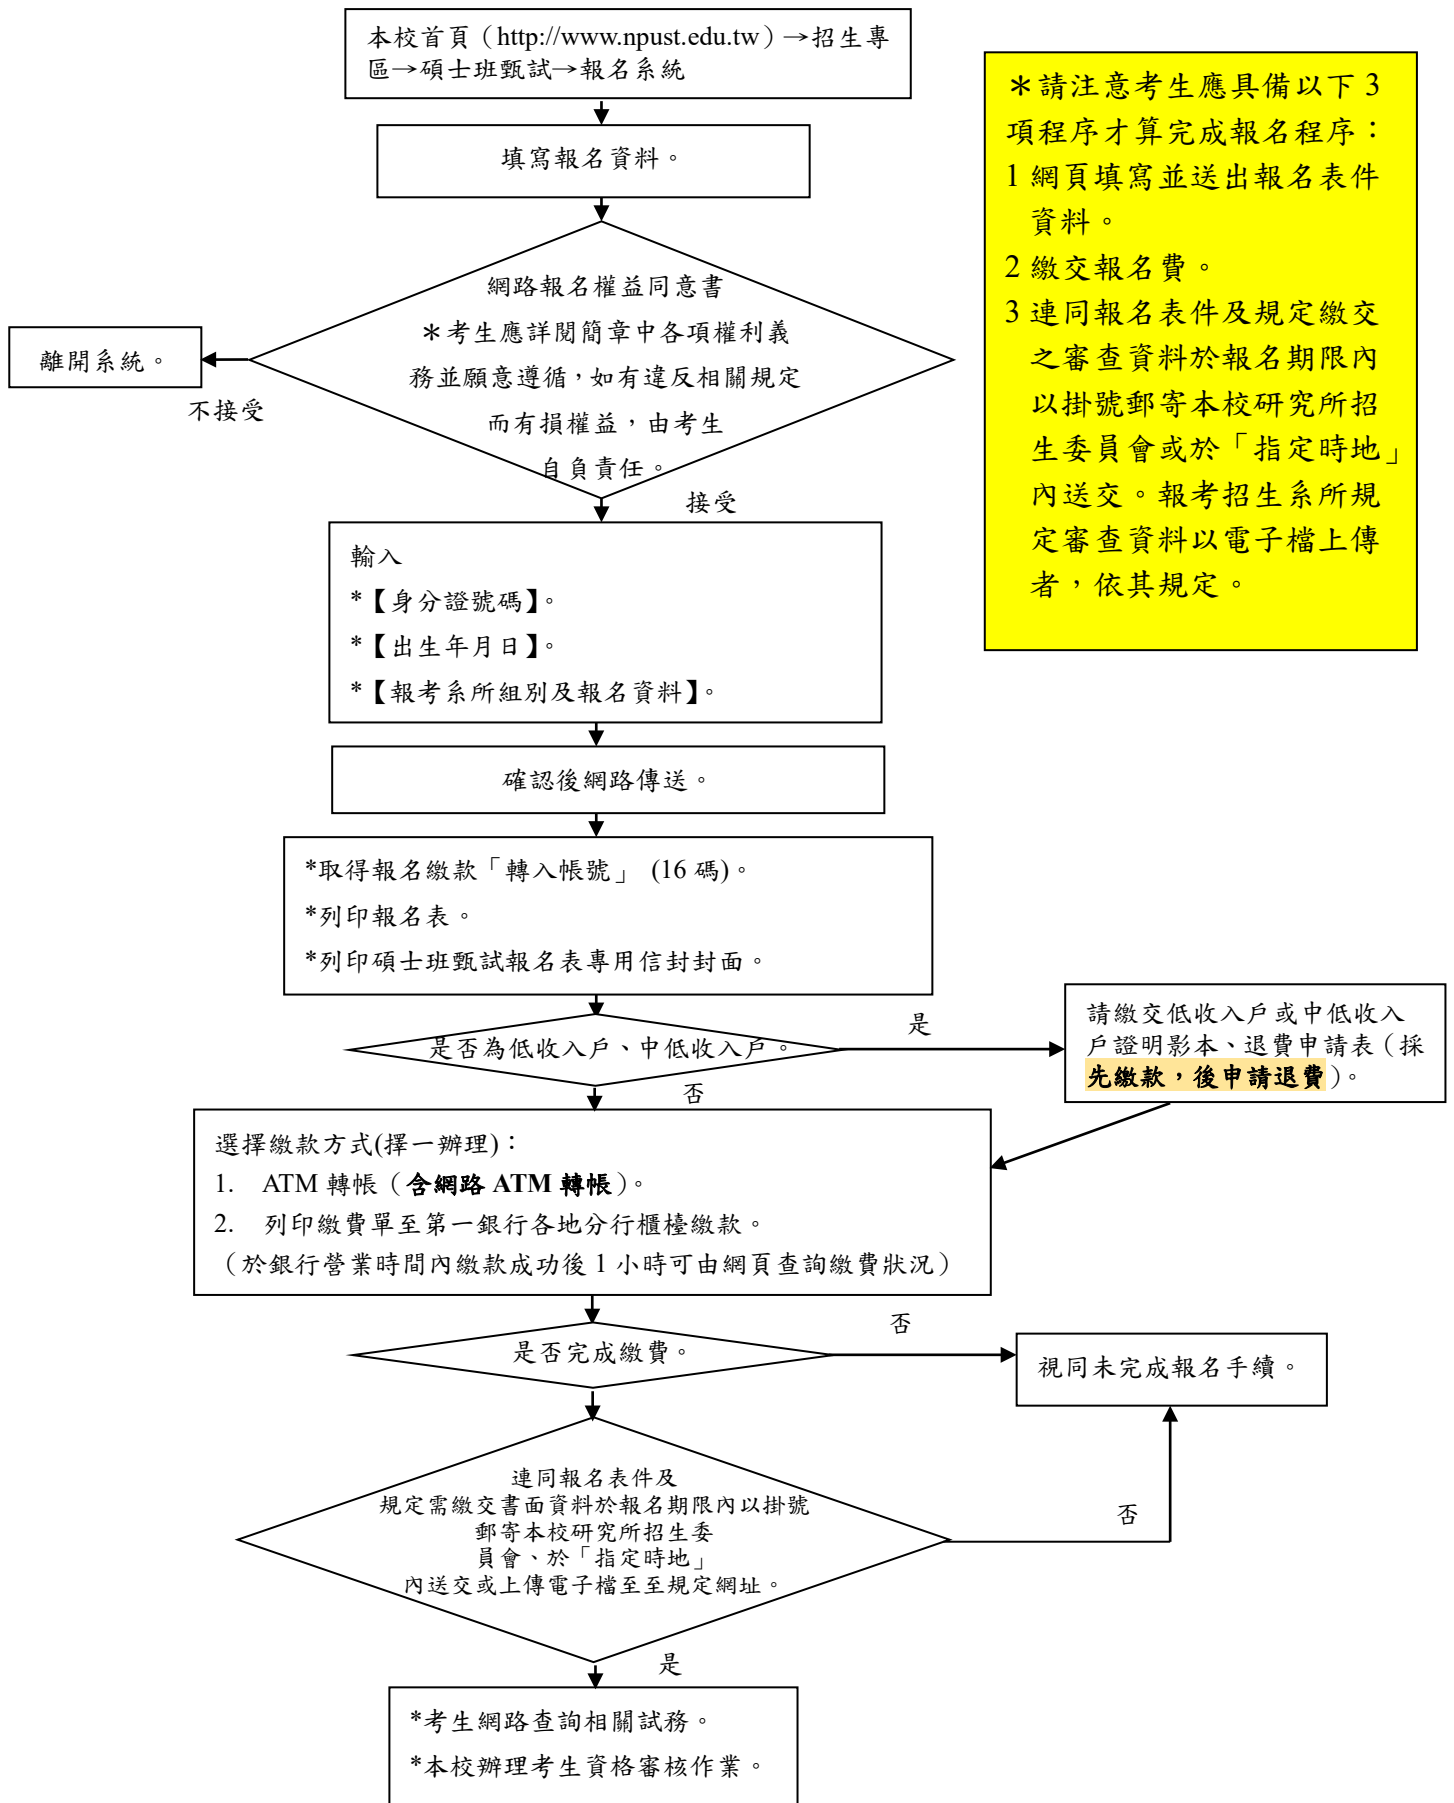 本校首頁（http://www.npust.edu.tw）→招生專
區→碩士班甄試→報名系統
填寫報名資料。
＊請注意考生應具備以下 3
項程序才算完成報名程序：
1 網頁填寫並送出報名表件
資料。
2 繳交報名費。
3 連同報名表件及規定繳交
之審查資料於報名期限內
以掛號郵寄本校研究所招
生委員會或於「指定時地」
內送交。報考招生系所規
定審查資料以電子檔上傳
者，依其規定。
網路報名權益同意書
＊考生應詳閱簡章中各項權利義
務並願意遵循，如有違反相關規定
而有損權益，由考生
自負責任。
離開系統。
不接受
接受
輸入
*【身分證號碼】。
*【出生年月日】。
*【報考系所組別及報名資料】。
確認後網路傳送。
*取得報名繳款「轉入帳號」 (16 碼)。
*列印報名表。
*列印碩士班甄試報名表專用信封封面。
是否為低收入戶、中低收入戶。
是
請繳交低收入戶或中低收入
戶證明影本、退費申請表（採
先繳款，後申請退費）。
否
選擇繳款方式(擇一辦理)：
1. ATM 轉帳（含網路 ATM 轉帳）。
2. 列印繳費單至第一銀行各地分行櫃檯繳款。
（於銀行營業時間內繳款成功後 1 小時可由網頁查詢繳費狀況）
是否完成繳費。
否
視同未完成報名手續。
連同報名表件及
規定需繳交書面資料於報名期限內以掛號
郵寄本校研究所招生委
員會、於「指定時地」
內送交或上傳電子檔至至規定網址。
否
是
*考生網路查詢相關試務。
*本校辦理考生資格審核作業。